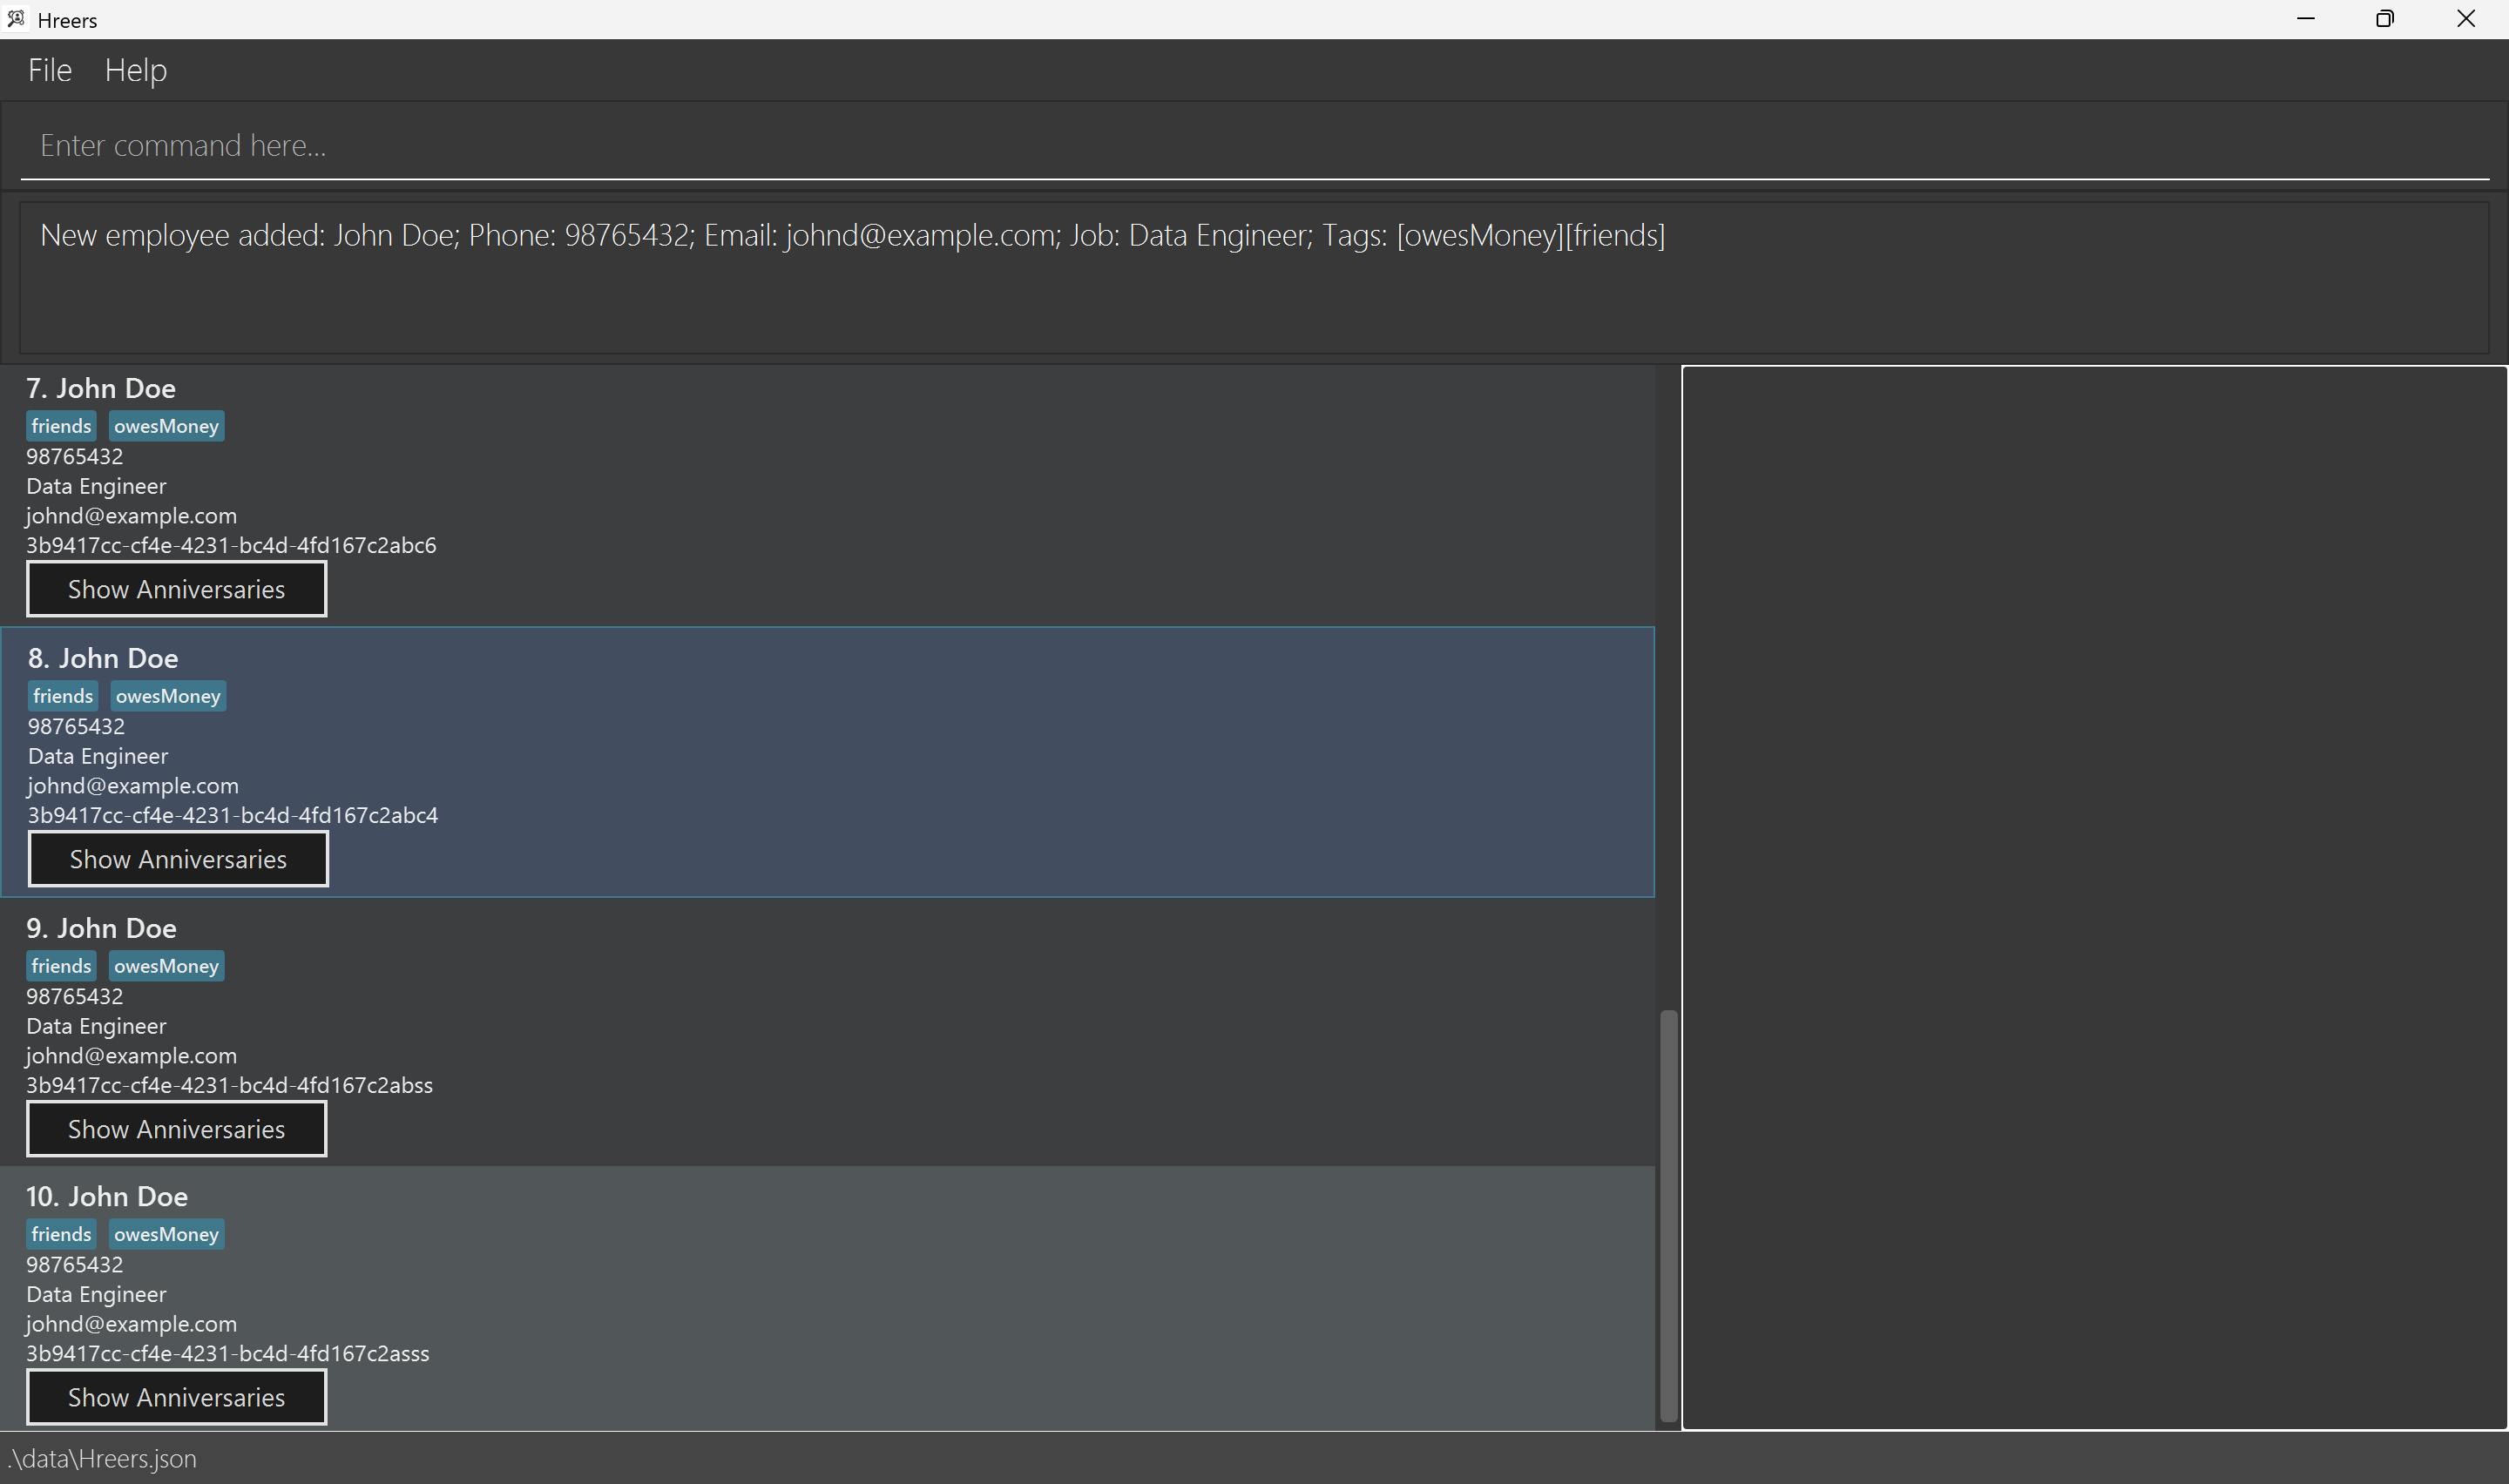 Hreers
File Help
Enter command here...
New employee added: John Doe; Phone: 98765432; Email: johnd@example.com; Job: Data Engineer; Tags: [owesMoney][friends]
7. John Doe
friends owesMoney
98765432
Data Engineer
johnd@example.com
3b9417cc-cf4e-4231-bc4d-4fd167c2abc6
Show Anniversaries
8. John Doe
friends owesMoney
98765432
Data Engineer
johnd@example.com
3b9417cc-cf4e-4231-bc4d-4fd167c2abc4
Show Anniversaries
9. John Doe
friends owesMoney
98765432
Data Engineer
johnd@example.com
3b9417cc-cf4e-4231-bc4d-4fd167c2abss
Show Anniversaries
10. John Doe
friends owesMoney
98765432
Data Engineer
johnd@example.com
3b9417cc-cf4e-4231-bc4d-4fd167c2asss
Show Anniversaries
.\data\Hreers.json